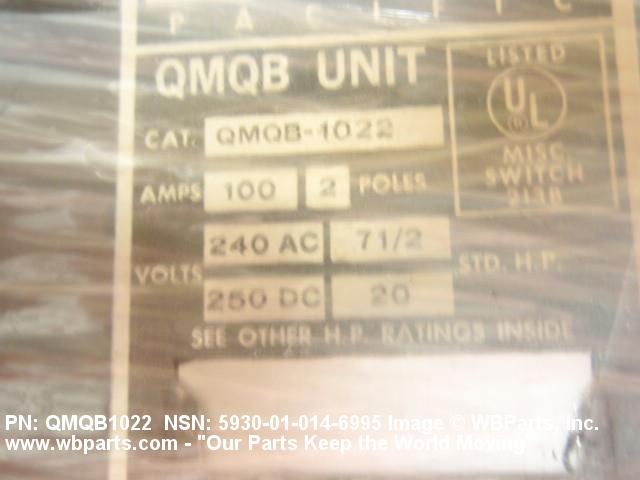 PACIFIC
QMQB UNIT
LISTED
UL
CAT. QMQB-1022
MISC.
SWITCH
213B
AMPS 100 2 POLES
240 AC 71/2
VOLTS STD. H.P.
250 DC 20
SEE OTHER H.P. RATINGS INSIDE
PN: QMQB1022 NSN: 5930-01-014-6995 Image © WBParts, Inc.
www.wbparts.com - "Our Parts Keep the World Moving"